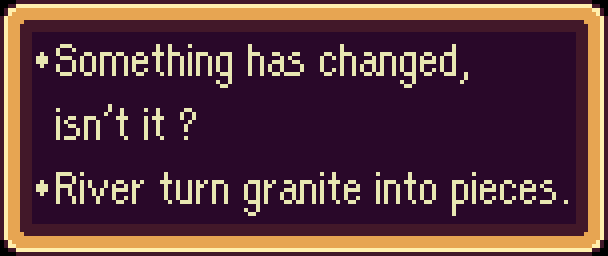 •Something has changed,
isn't it ?
•River turn granite into pieces.